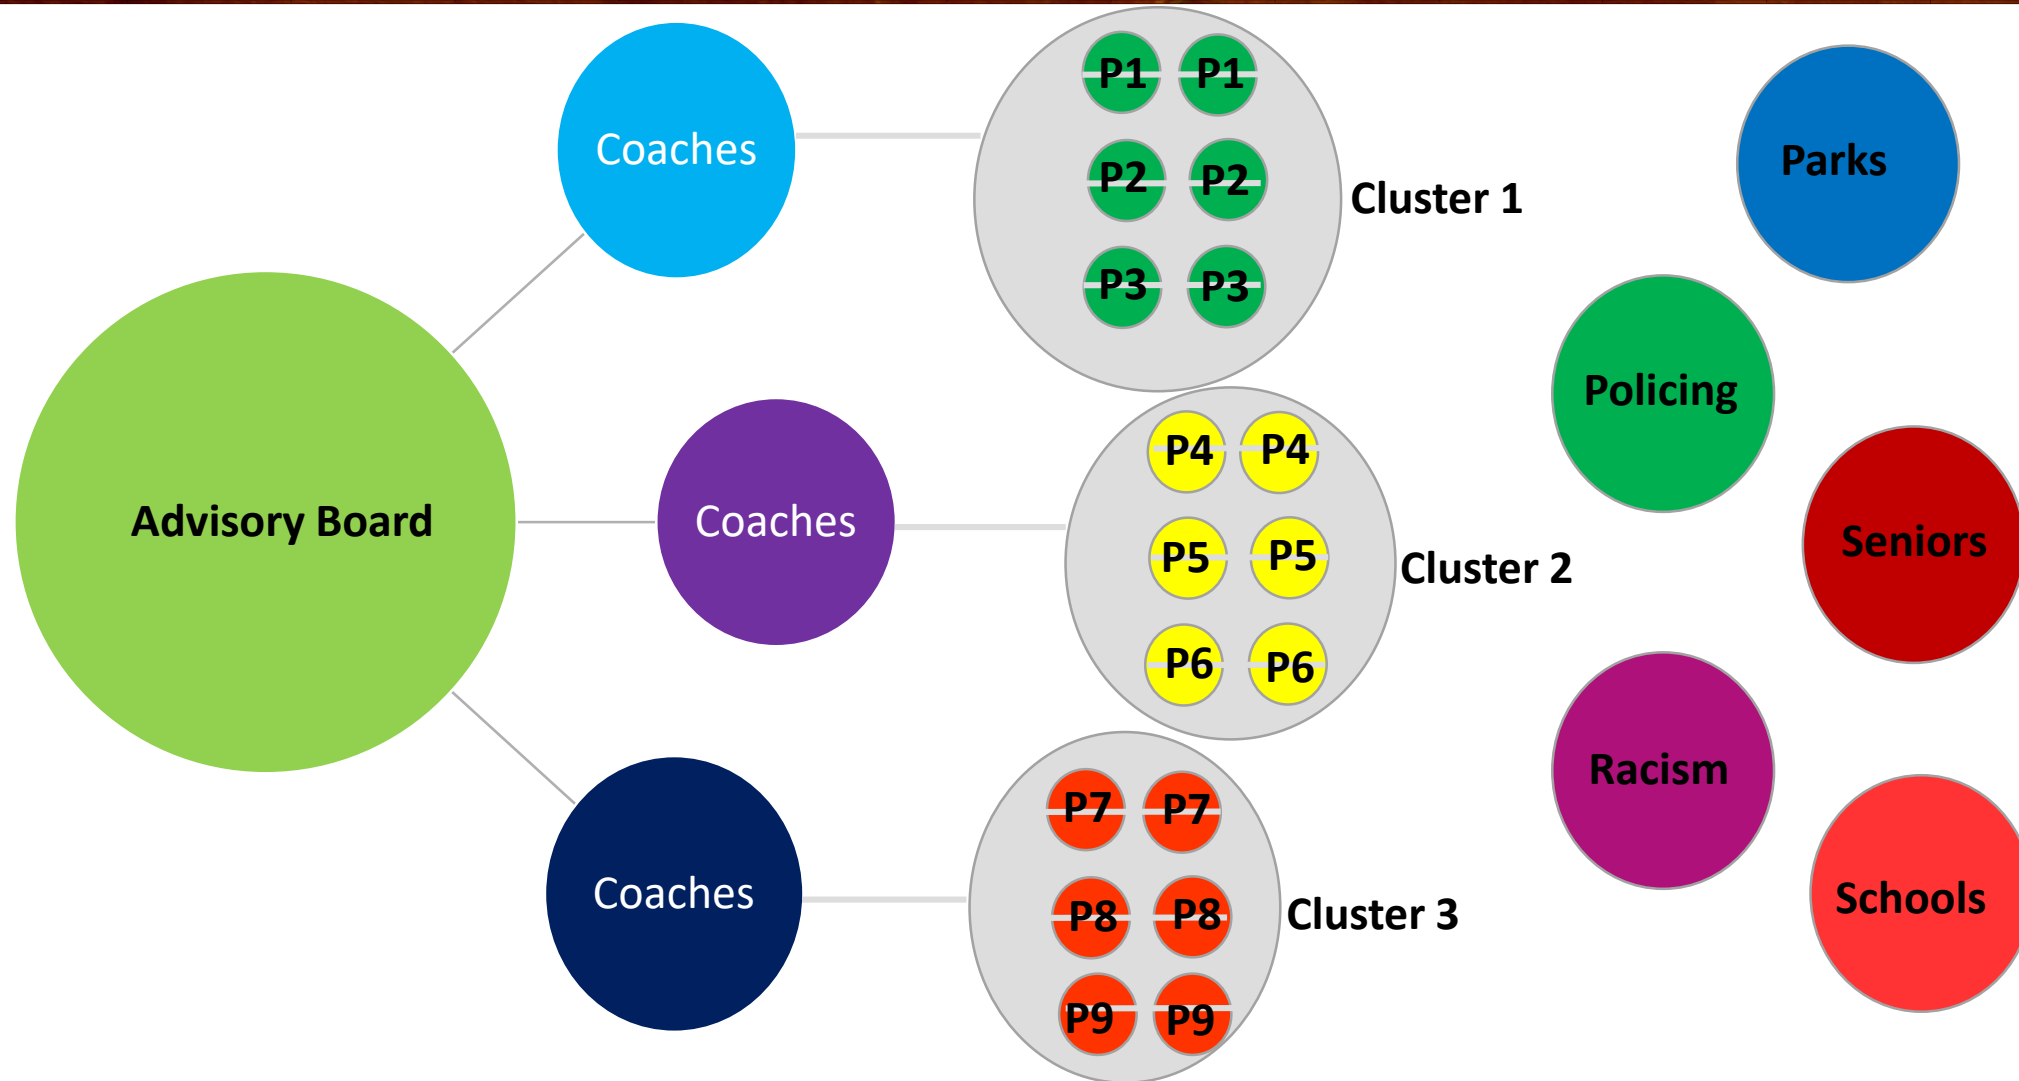 Advisory Board
Coaches
Coaches
Coaches
P1 P1
P2 P2
P3 P3
Cluster 1
P4 P4
P5 P5
P6 P6
Cluster 2
P7 P7
P8 P8
P9 P9
Cluster 3
Parks
Policing
Seniors
Racism
Schools